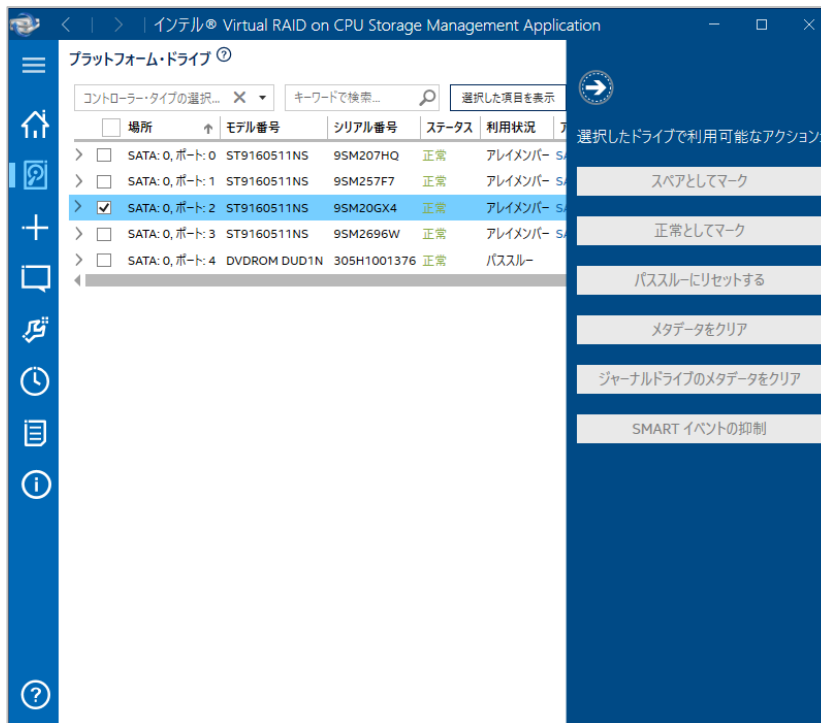 インテル® Virtual RAID on CPU Storage Management Application
プラットフォーム・ドライブ ?
コントローラー・タイプの選択... キーワードで検索... 選択した項目を表示
場所 モデル番号 シリアル番号 ステータス 利用状況
SATA: 0, ポート: 0 ST9160511NS 9SM207HQ 正常 アレイメンバー
SATA: 0, ポート: 1 ST9160511NS 9SM257F7 正常 アレイメンバー
SATA: 0, ポート: 2 ST9160511NS 9SM20GX4 正常 アレイメンバー
SATA: 0, ポート: 3 ST9160511NS 9SM2696W 正常 アレイメンバー
SATA: 0, ポート: 4 DVDROM DUD1N 305H1001376 正常 パススルー
選択したドライブで利用可能なアクション
スペアとしてマーク
正常としてマーク
パススルーにリセットする
メタデータをクリア
ジャーナルドライブのメタデータをクリア
SMART イベントの抑制